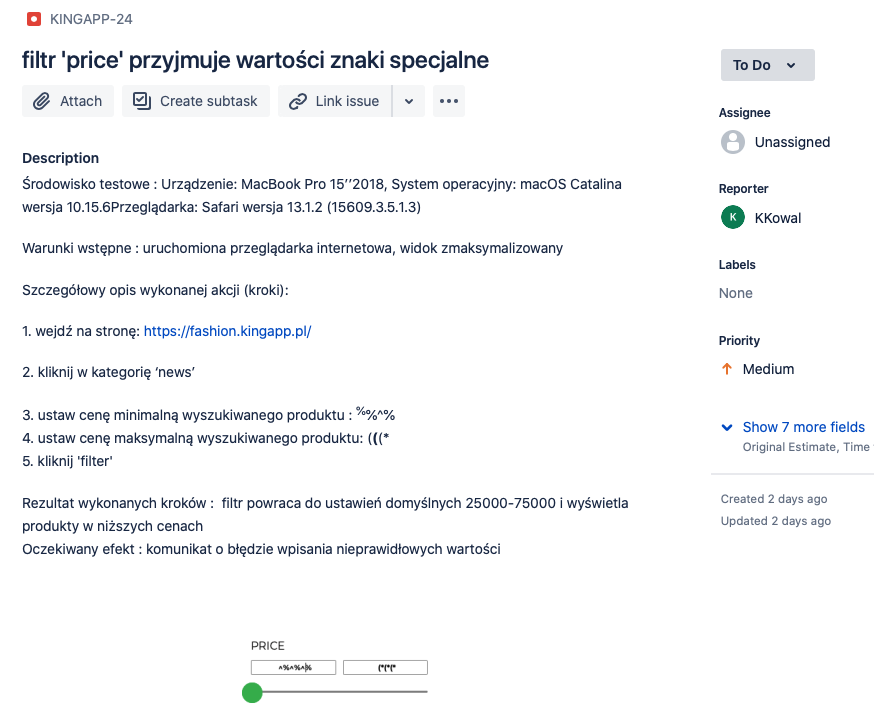 KINGAPP-24
filtr 'price' przyjmuje wartości znaki specjalne
Attach
Create subtask
Link issue
Description
Środowisko testowe : Urządzenie: MacBook Pro 15’’2018, System operacyjny: macOS Catalina
wersja 10.15.6Przeglądarka: Safari wersja 13.1.2 (15609.3.5.1.3)
Warunki wstępne : uruchomiona przeglądarka internetowa, widok zmaksymalizowany
Szczegółowy opis wykonanej akcji (kroki):
1. wejdź na stronę: https://fashion.kingapp.pl/
2. kliknij w kategorię ‘news’
3. ustaw cenę minimalną wyszukiwanego produktu : %%^%
4. ustaw cenę maksymalną wyszukiwanego produktu: (((*
5. kliknij 'filter'
Rezultat wykonanych kroków :  filtr powraca do ustawień domyślnych 25000-75000 i wyświetla
produkty w niższych cenach
Oczekiwany efekt : komunikat o błędzie wpisania nieprawidłowych wartości
PRICE
^%^%^% (*(*(*
To Do
Assignee
Unassigned
Reporter
K KKowal
Labels
None
Priority
Medium
Show 7 more fields
Original Estimate, Time
Created 2 days ago
Updated 2 days ago